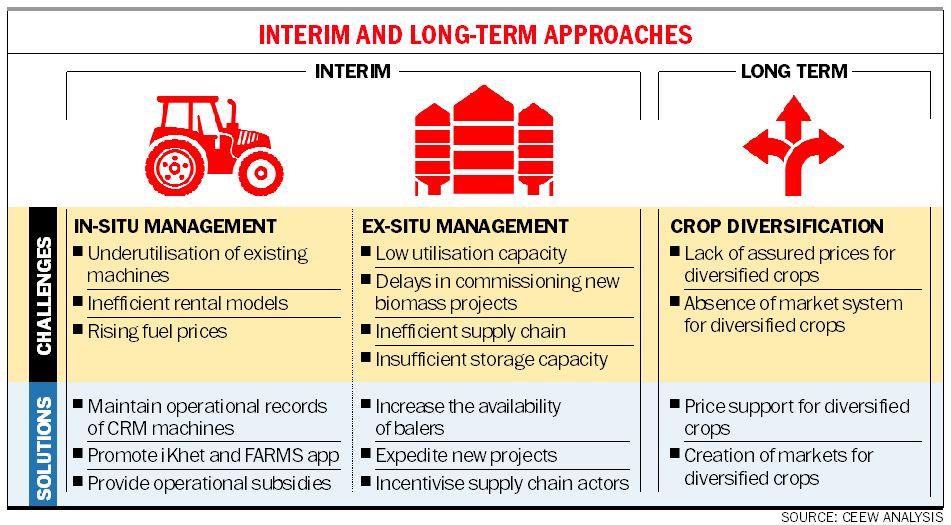 INTERIM AND LONG-TERM APPROACHES
INTERIM
LONG TERM
CHALLENGES
IN-SITU MANAGEMENT
Underutilisation of existing
machines
Inefficient rental models
Rising fuel prices
EX-SITU MANAGEMENT
Low utilisation capacity
Delays in commissioning new
biomass projects
Inefficient supply chain
Insufficient storage capacity
CROP DIVERSIFICATION
Lack of assured prices for
diversified crops
Absence of market system
for diversified crops
SOLUTIONS
Maintain operational records
of CRM machines
Promote iKhet and FARMS app
Provide operational subsidies
Increase the availability
of balers
Expedite new projects
Incentivise supply chain actors
Price support for diversified
crops
Creation of markets for
diversified crops
SOURCE: CEEW ANALYSIS